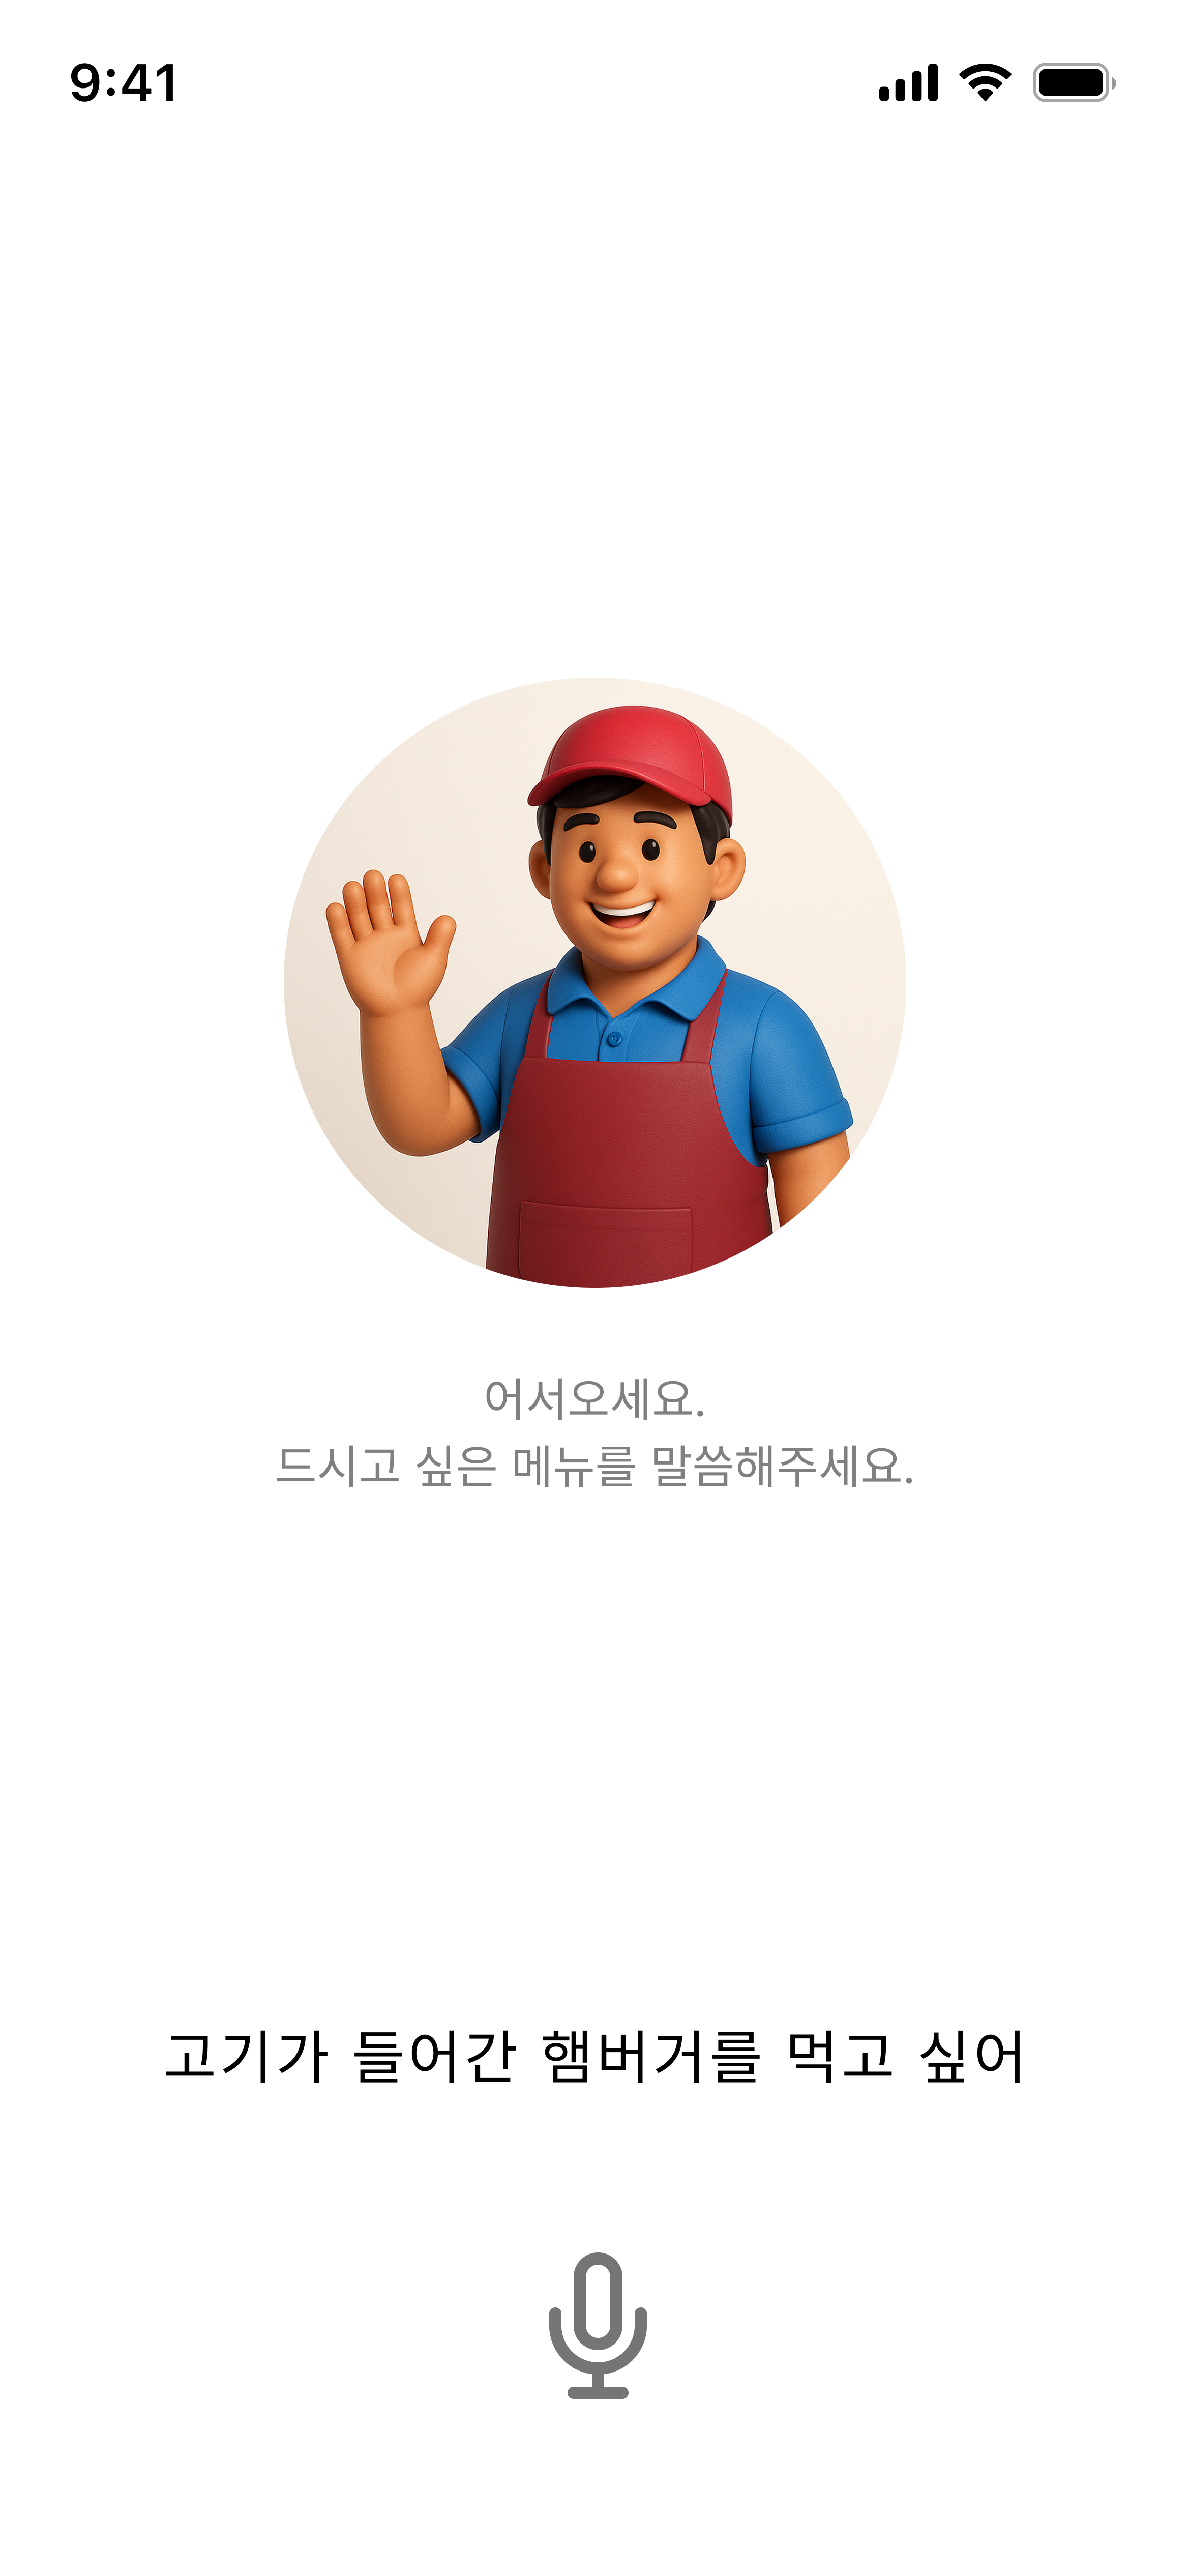 9:41
어서오세요.
드시고 싶은 메뉴를 말씀해주세요.
고기가 들어간 햄버거를 먹고 싶어